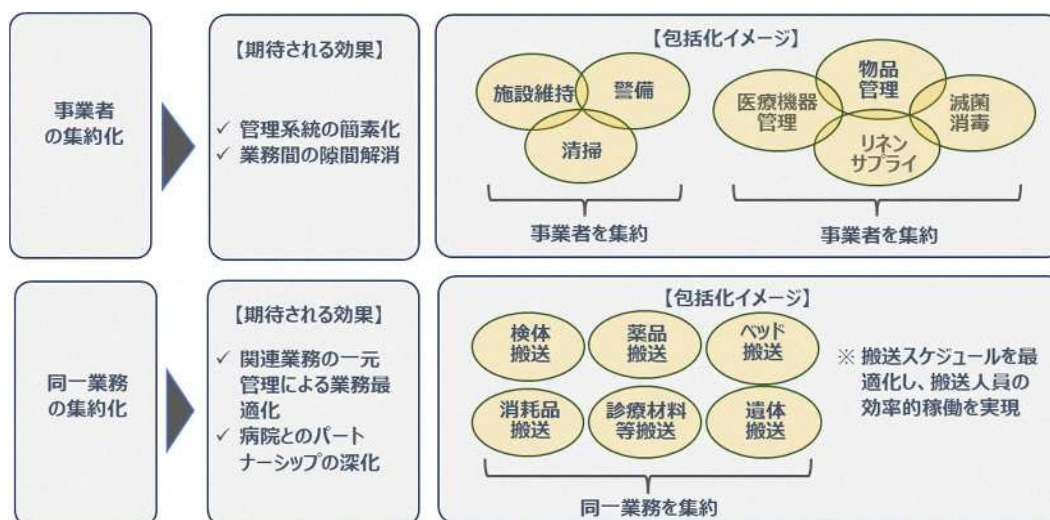 事業者
の集約化
【期待される効果】
✓ 管理系統の簡素化
✓ 業務間の隙間解消
【包括化イメージ】
施設維持
警備
清掃
事業者を集約
医療機器
管理
物品
管理
滅菌
消毒
リネン
サプライ
事業者を集約
同一業務
の集約化
【期待される効果】
✓ 関連業務の一元
管理による業務最
適化
✓ 病院とのパート
ナーシップの深化
【包括化イメージ】
検体
搬送
薬品
搬送
ベッド
搬送
消耗品
搬送
診療材料
等搬送
遺体
搬送
同一業務を集約
※ 搬送スケジュールを最
適化し、搬送人員の
効率的稼働を実現